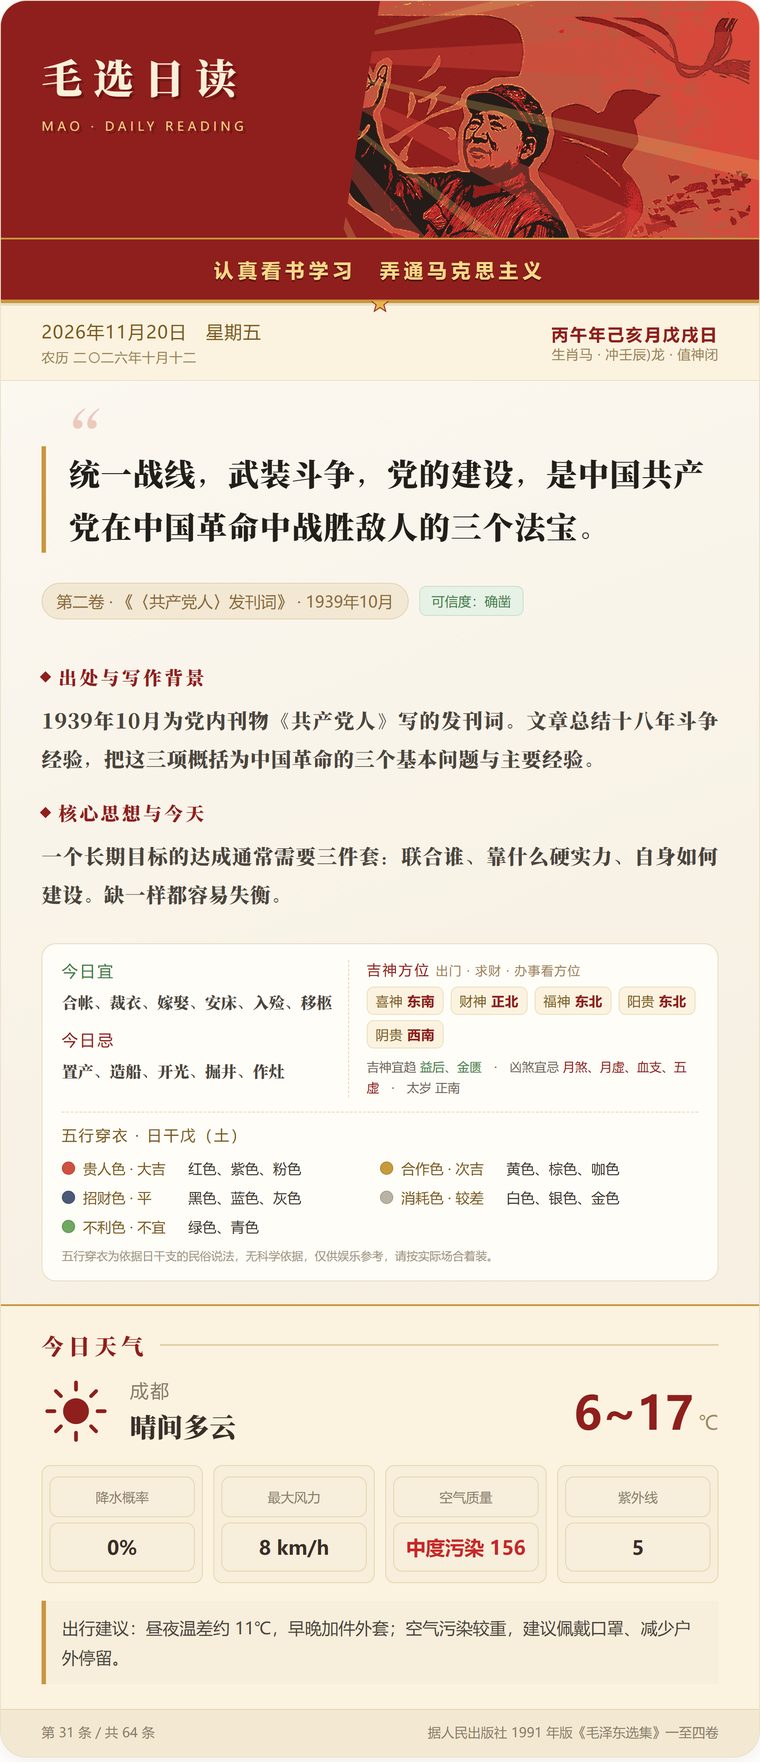 毛选日读
MAO · DAILY READING
认真看书学习 弄通马克思主义
2026年11月20日 星期五
农历 二〇二六年十月十二
丙午年己亥月戊戌日
生肖马 · 冲壬辰)龙 · 值神闭
“
统一战线，武装斗争，党的建设，是中国共产
党在中国革命中战胜敌人的三个法宝。
第二卷 · 《〈共产党人〉发刊词》 · 1939年10月
可信度：确凿
出处与写作背景
1939年10月为党内刊物《共产党人》写的发刊词。文章总结十八年斗争
经验，把这三项概括为中国革命的三个基本问题与主要经验。
核心思想与今天
一个长期目标的达成通常需要三件套：联合谁、靠什么硬实力、自身如何
建设。缺一样都容易失衡。
今日宜
合帐、裁衣、嫁娶、安床、入殓、移柩
今日忌
置产、造船、开光、掘井、作灶
吉神方位 出门 · 求财 · 办事看方位
喜神 东南 财神 正北 福神 东北 阳贵 东北
阴贵 西南
吉神宜趋 益后、金匮 · 凶煞宜忌 月煞、月虚、血支、五
虚 · 太岁 正南
五行穿衣 · 日干戊（土）
贵人色 · 大吉 红色、紫色、粉色
合作色 · 次吉 黄色、棕色、咖色
招财色 · 平 黑色、蓝色、灰色
消耗色 · 较差 白色、银色、金色
不利色 · 不宜 绿色、青色
五行穿衣为依据日干支的民俗说法，无科学依据，仅供娱乐参考，请按实际场合着装。
今日天气
成都
晴间多云
6~17 ℃
降水概率
0%
最大风力
8 km/h
空气质量
中度污染 156
紫外线
5
出行建议：昼夜温差约 11℃，早晚加件外套；空气污染较重，建议佩戴口罩、减少户
外停留。
第 31 条 / 共 64 条
据人民出版社 1991 年版《毛泽东选集》一至四卷